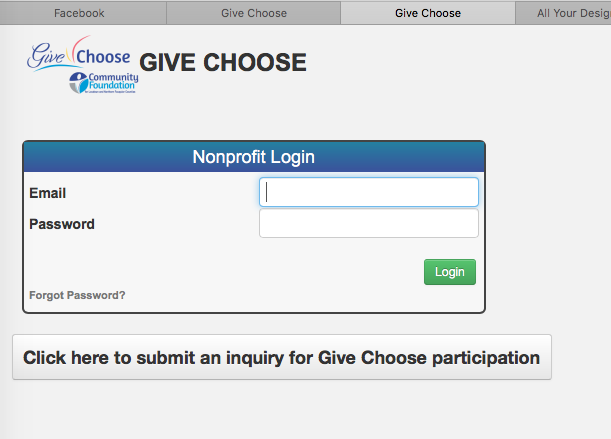 Facebook
Give Choose
Give Choose
All Your Desig
Give Choose
Community
Foundation
GIVE CHOOSE
Nonprofit Login
Email
Password
Login
Forgot Password?
Click here to submit an inquiry for Give Choose participation